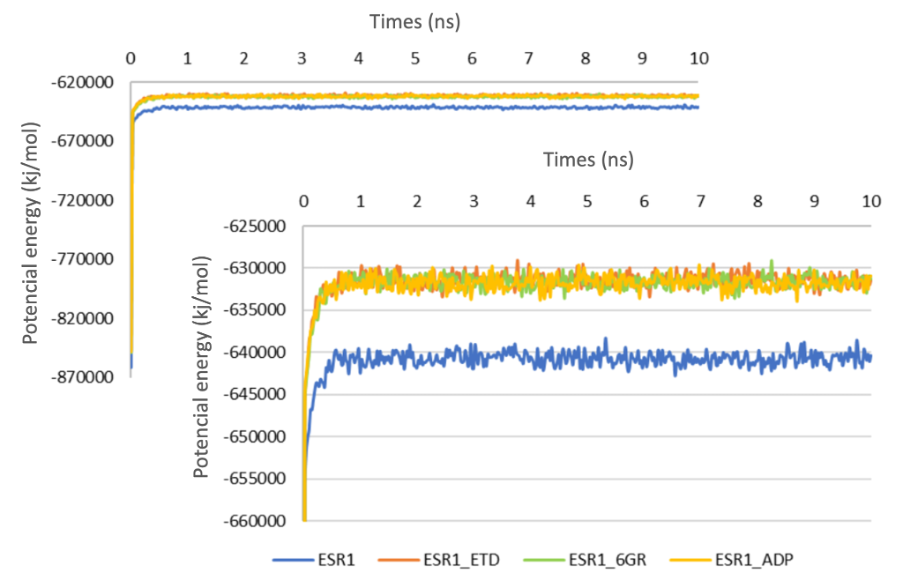 Times (ns)
0 1 2 3 4 5 6 7 8 9 10
-620000
-670000
-720000
-770000
-820000
-870000
Potencial energy (kj/mol)
Times (ns)
0 1 2 3 4 5 6 7 8 9 10
-625000
-630000
-635000
-640000
-645000
-650000
-655000
-660000
Potencial energy (kj/mol)
ESR1 ESR1_ETD ESR1_6GR ESR1_ADP